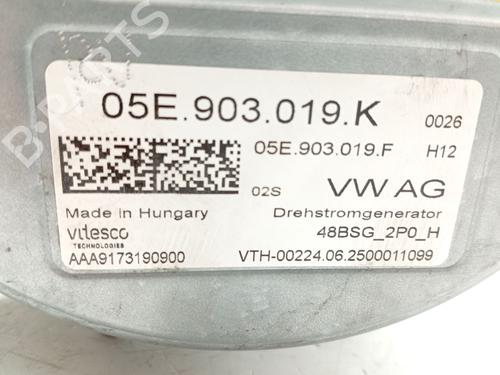 B-PARTS
05E.903.019.K 0026
05E.903.019.F H12
02S VW AG
Made in Hungary Drehstromgenerator
vitesco 48BSG_2P0_H
TECHNOLOGIES
AAA9173190900 VTH-00224.06.2500011099